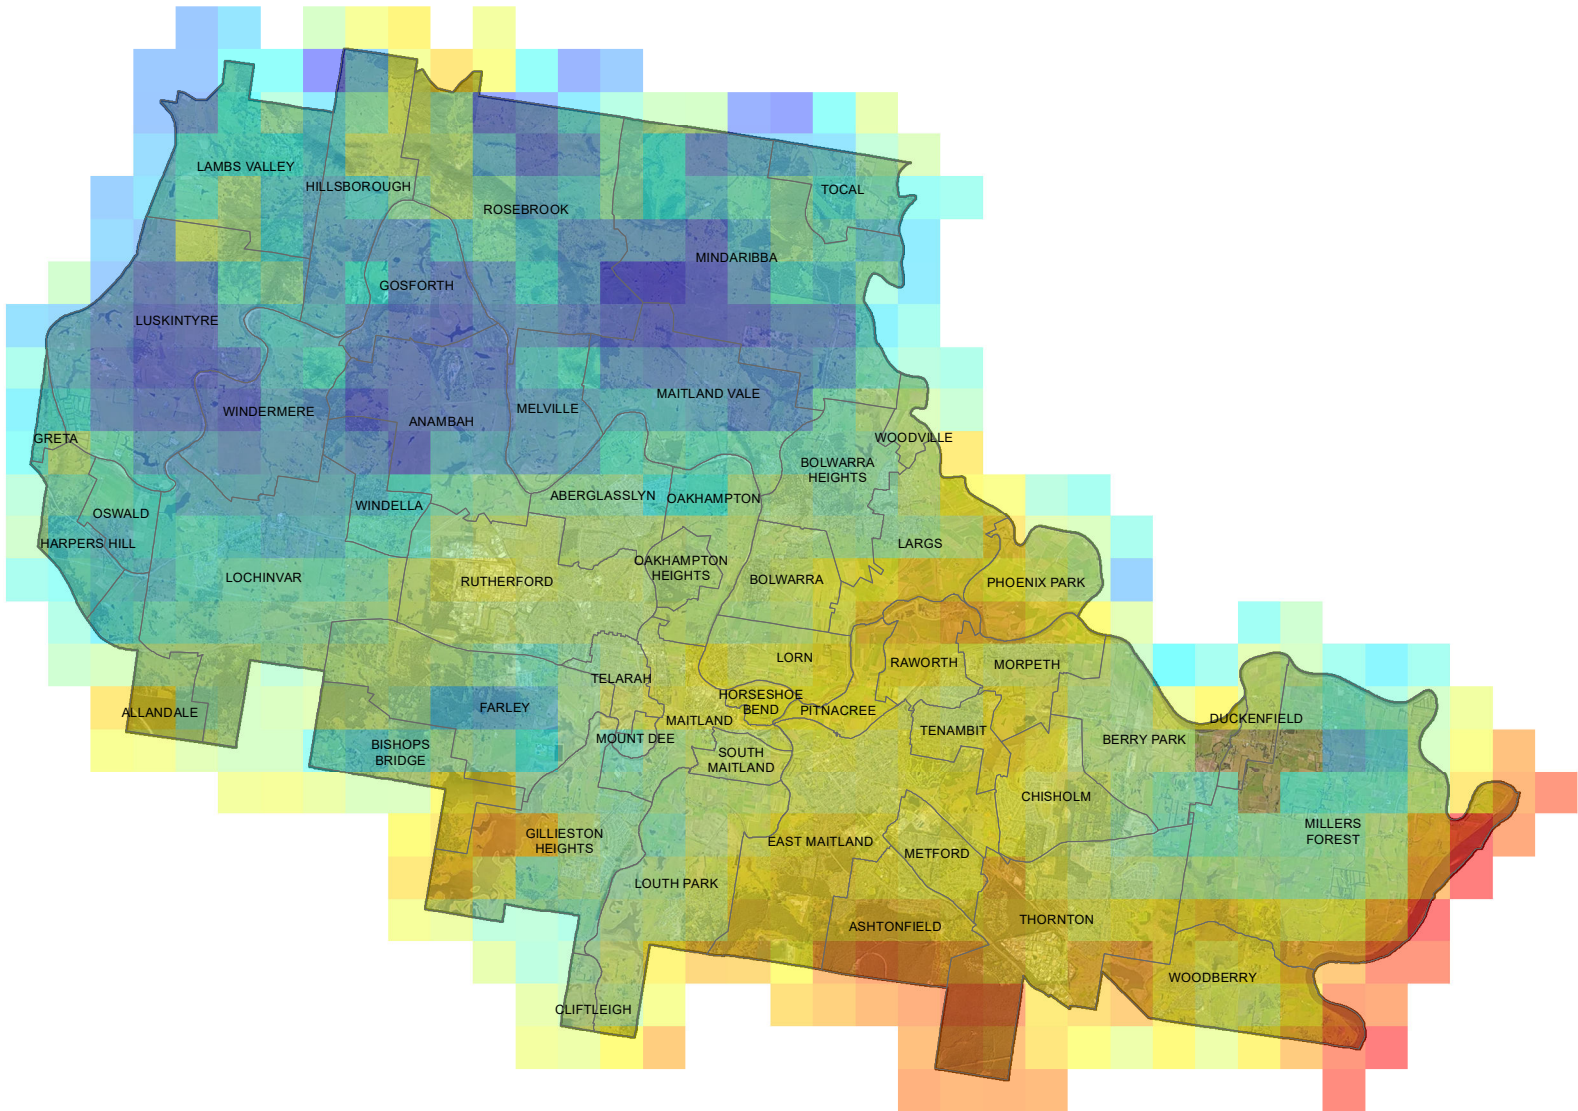 LAMBS VALLEY
HILLSBOROUGH
TOCAL
ROSEBROOK
MINDARIBBA
GOSFORTH
LUSKINTYRE
MAITLAND VALE
WINDERMERE
MELVILLE
ANAMBAH
GRETA
WOODVILLE
BOLWARRA
HEIGHTS
ABERGLASSLYN
OAKHAMPTON
WINDELLA
OSWALD
HARPERS HILL
LARGS
OAKHAMPTON
HEIGHTS
LOCHINVAR
RUTHERFORD
BOLWARRA
PHOENIX PARK
LORN
RAWORTH
MORPETH
TELARAH
HORSESHOE
BEND
FARLEY
ALLANDALE
PITNACREE
MAITLAND
DUCKENFIELD
TENAMBIT
MOUNT DEE
BERRY PARK
BISHOPS
BRIDGE
SOUTH
MAITLAND
CHISHOLM
MILLERS
FOREST
GILLIESTON
HEIGHTS
EAST MAITLAND
METFORD
LOUTH PARK
THORNTON
ASHTONFIELD
WOODBERRY
CLIFTLEIGH